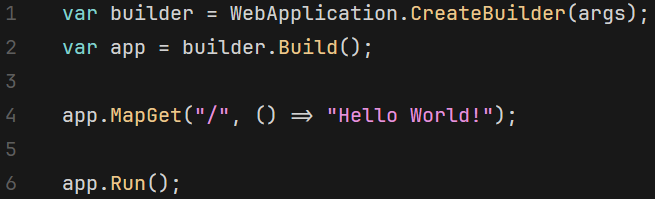 1 var builder = WebApplication.CreateBuilder(args);
2 var app = builder.Build();
3
4 app.MapGet("/", () => "Hello World!");
5
6 app.Run();